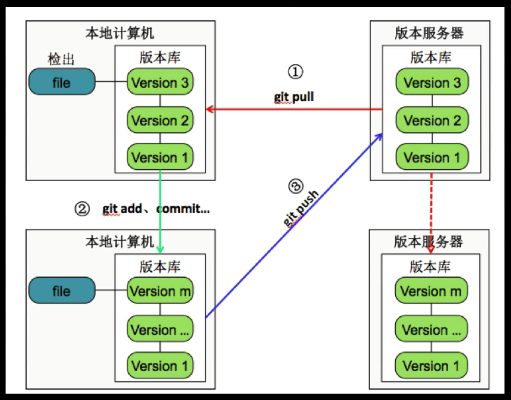 本地计算机
检出
file
版本库
Version 3
Version 2
Version 1
①
git pull
版本服务器
版本库
Version 3
Version 2
Version 1
② git add、commit...
③
git push
本地计算机
file
版本库
Version m
Version ...
Version 1
版本服务器
版本库
Version m
Version ...
Version 1